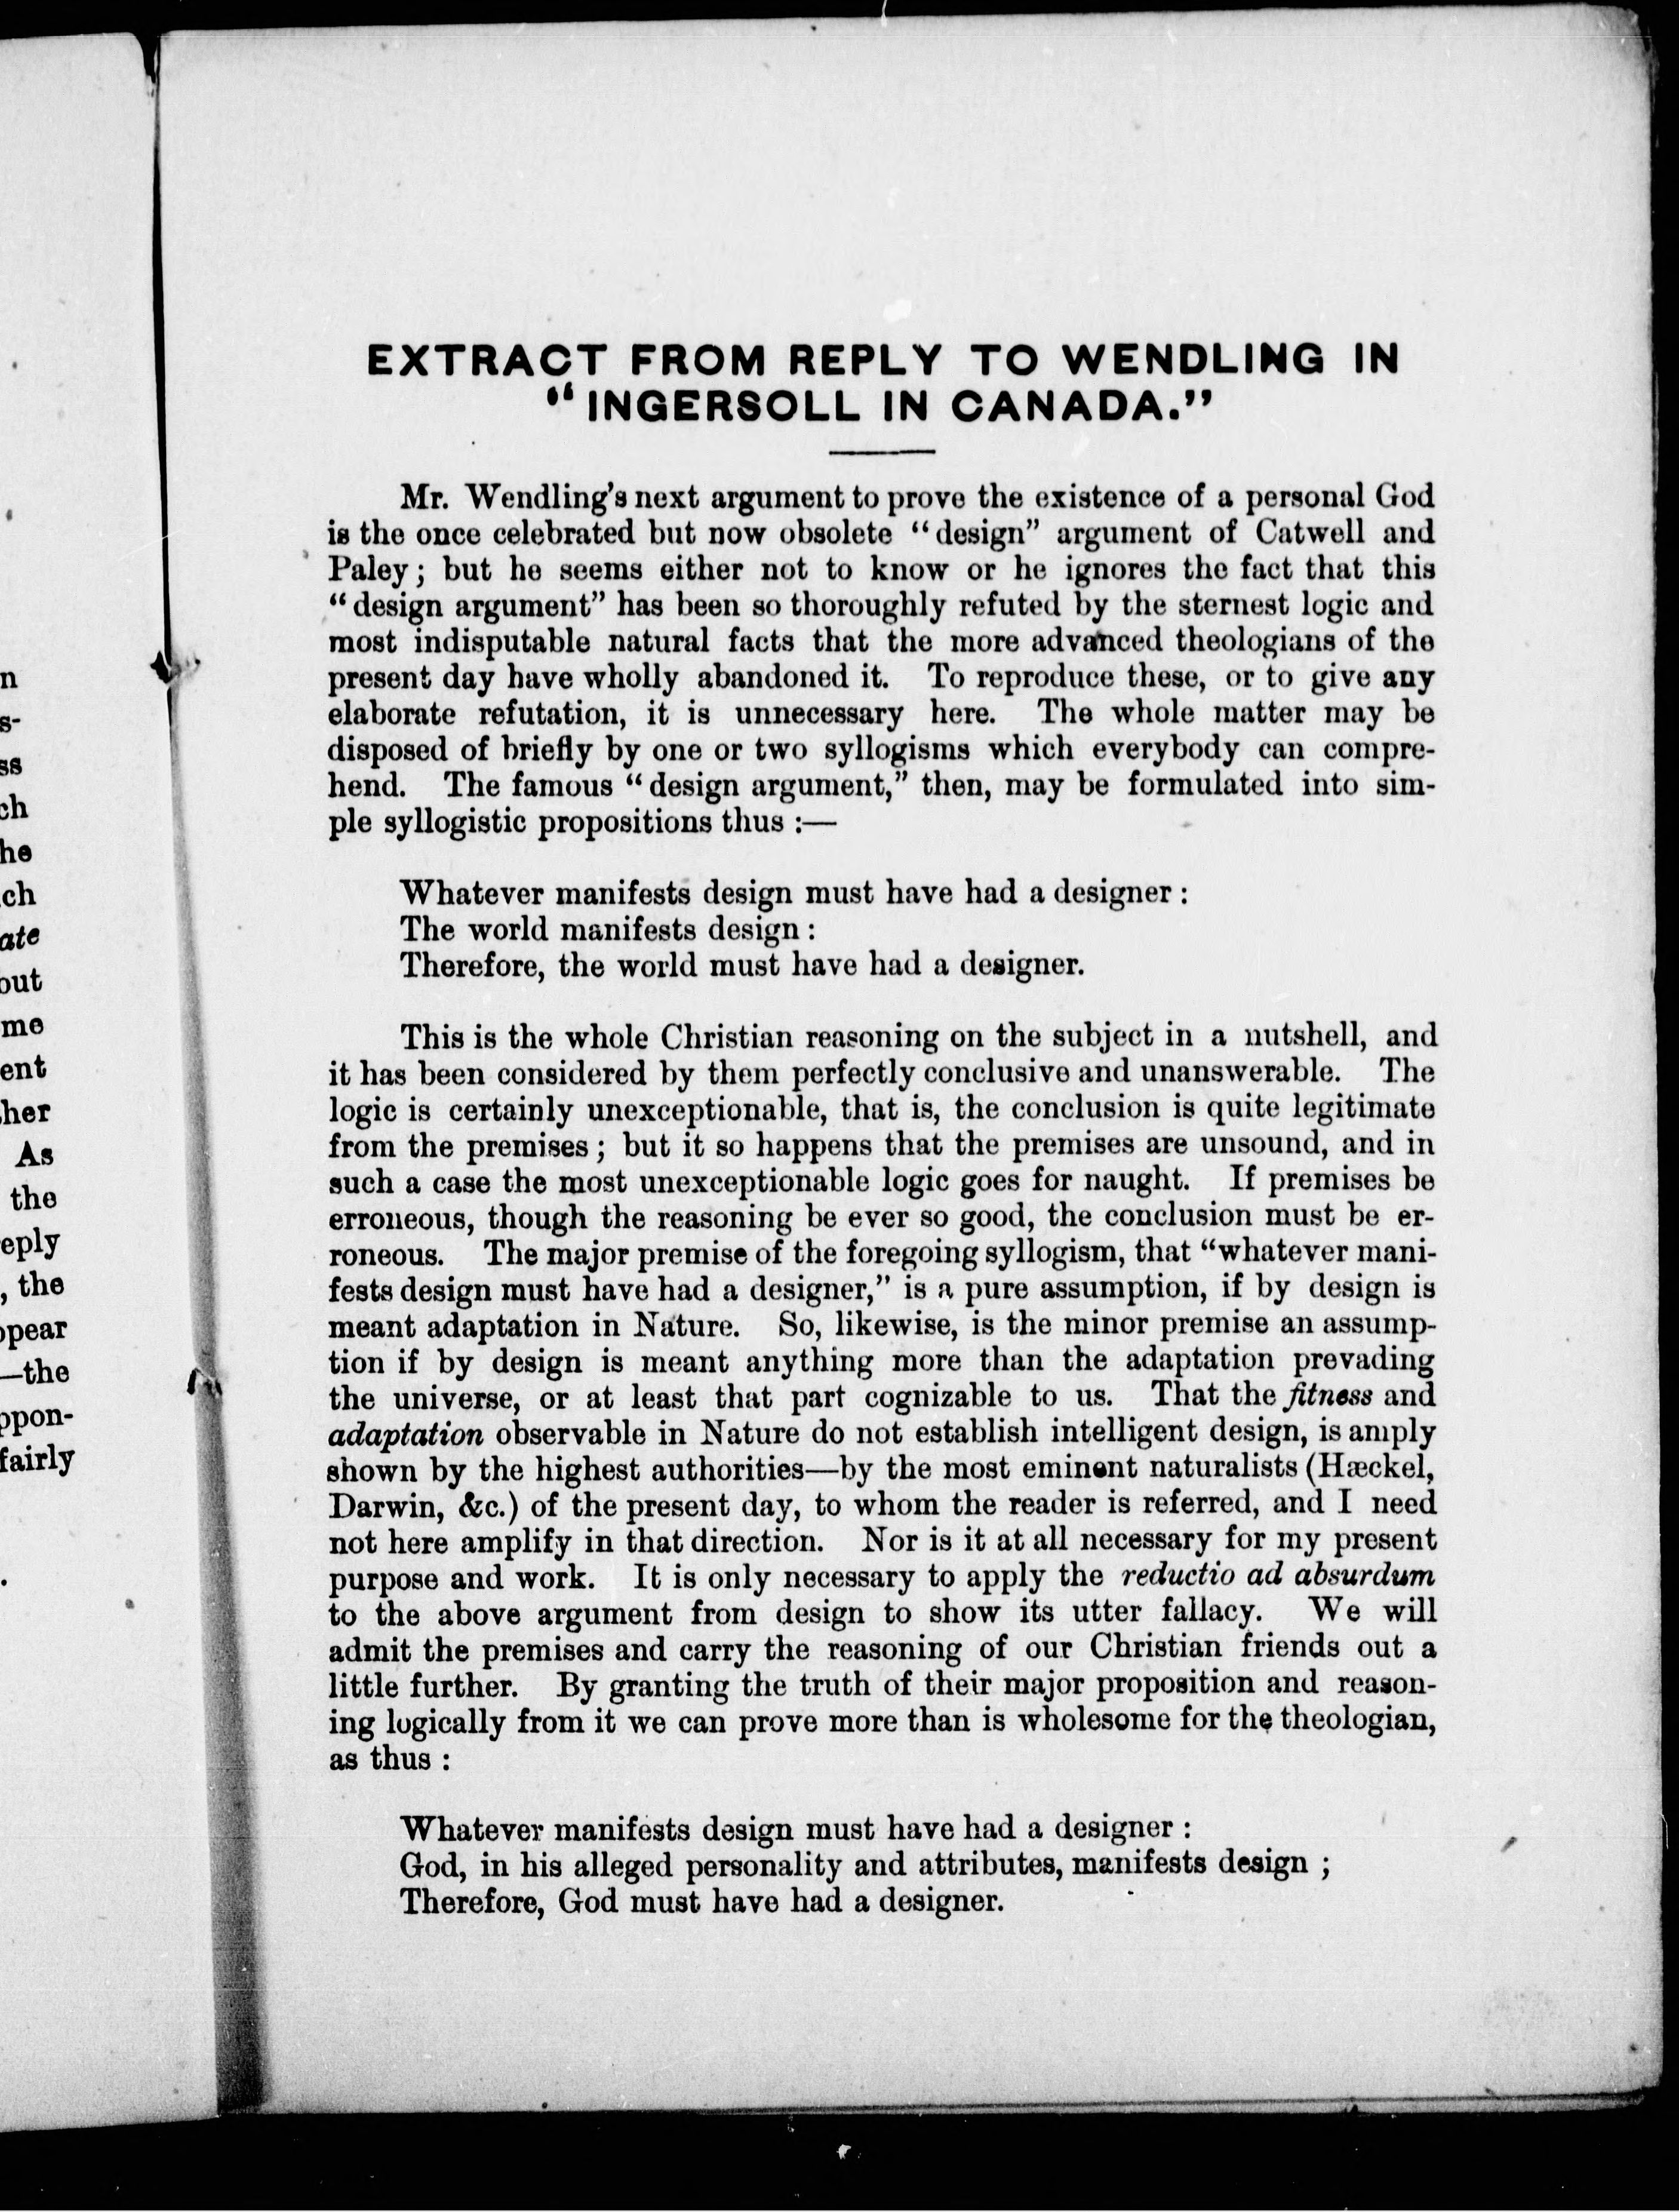 n
s-
ss
ch
he
ch
ate
out
me
ent
her
As
the
eply
, the
pear
—the
ppon-
fairly
.
EXTRACT FROM REPLY TO WENDLING IN
“INGERSOLL IN CANADA.”
Mr. Wendling's next argument to prove the existence of a personal God
is the once celebrated but now obsolete “design” argument of Catwell and
Paley; but he seems either not to know or he ignores the fact that this
“design argument” has been so thoroughly refuted by the sternest logic and
most indisputable natural facts that the more advanced theologians of the
present day have wholly abandoned it. To reproduce these, or to give any
elaborate refutation, it is unnecessary here. The whole matter may be
disposed of briefly by one or two syllogisms which everybody can compre-
hend. The famous “design argument,” then, may be formulated into sim-
ple syllogistic propositions thus :—
Whatever manifests design must have had a designer :
The world manifests design :
Therefore, the world must have had a designer.
This is the whole Christian reasoning on the subject in a nutshell, and
it has been considered by them perfectly conclusive and unanswerable. The
logic is certainly unexceptionable, that is, the conclusion is quite legitimate
from the premises; but it so happens that the premises are unsound, and in
such a case the most unexceptionable logic goes for naught. If premises be
erroneous, though the reasoning be ever so good, the conclusion must be er-
roneous. The major premise of the foregoing syllogism, that “whatever mani-
fests design must have had a designer,” is a pure assumption, if by design is
meant adaptation in Nature. So, likewise, is the minor premise an assump-
tion if by design is meant anything more than the adaptation prevading
the universe, or at least that part cognizable to us. That the fitness and
adaptation observable in Nature do not establish intelligent design, is amply
shown by the highest authorities—by the most eminent naturalists (Hæckel,
Darwin, &c.) of the present day, to whom the reader is referred, and I need
not here amplify in that direction. Nor is it at all necessary for my present
purpose and work. It is only necessary to apply the reductio ad absurdum
to the above argument from design to show its utter fallacy. We will
admit the premises and carry the reasoning of our Christian friends out a
little further. By granting the truth of their major proposition and reason-
ing logically from it we can prove more than is wholesome for the theologian,
as thus :
Whatever manifests design must have had a designer :
God, in his alleged personality and attributes, manifests design ;
Therefore, God must have had a designer.